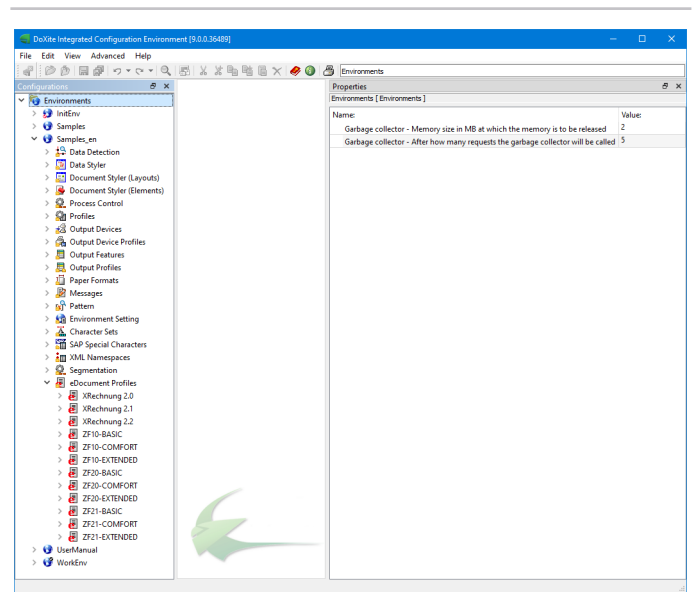 DoXite Integrated Configuration Environment [9.0.0.36489]
File Edit View Advanced Help
Environments
Configurations
Environments
InitEnv
Samples
Samples_en
Data Detection
Data Styler
Document Styler (Layouts)
Document Styler (Elements)
Process Control
Profiles
Output Devices
Output Device Profiles
Output Features
Output Profiles
Paper Formats
Messages
Pattern
Environment Setting
Character Sets
SAP Special Characters
XML Namespaces
Segmentation
eDocument Profiles
XRechnung 2.0
XRechnung 2.1
XRechnung 2.2
ZF10-BASIC
ZF10-COMFORT
ZF10-EXTENDED
ZF20-BASIC
ZF20-COMFORT
ZF20-EXTENDED
ZF21-BASIC
ZF21-COMFORT
ZF21-EXTENDED
UserManual
WorkEnv
Properties
Environments [ Environments ]
Name: Value:
Garbage collector - Memory size in MB at which the memory is to be released 2
Garbage collector - After how many requests the garbage collector will be called 5